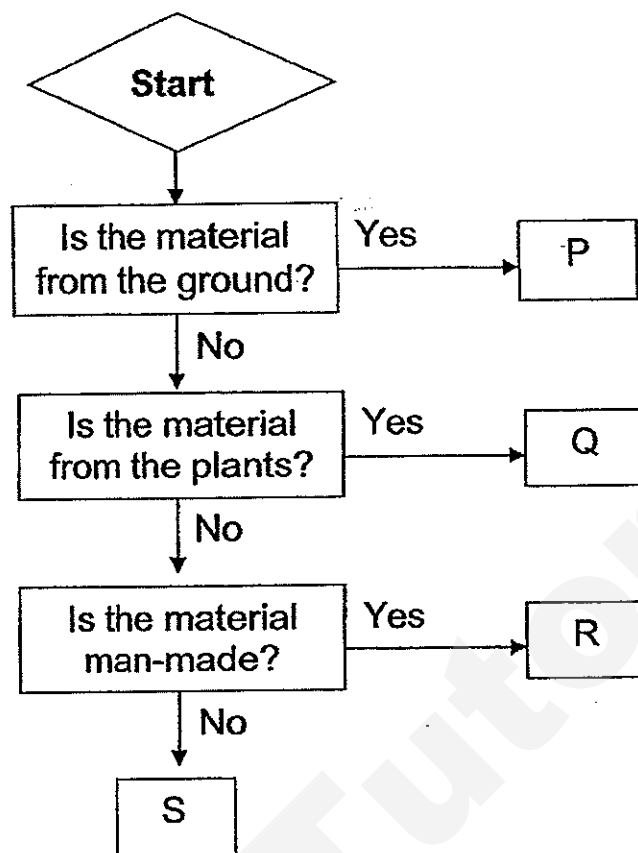 Start
Is the material
from the ground?
Yes
P
No
Is the material
from the plants?
Yes
Q
No
Is the material
man-made?
Yes
R
No
S
Tutor